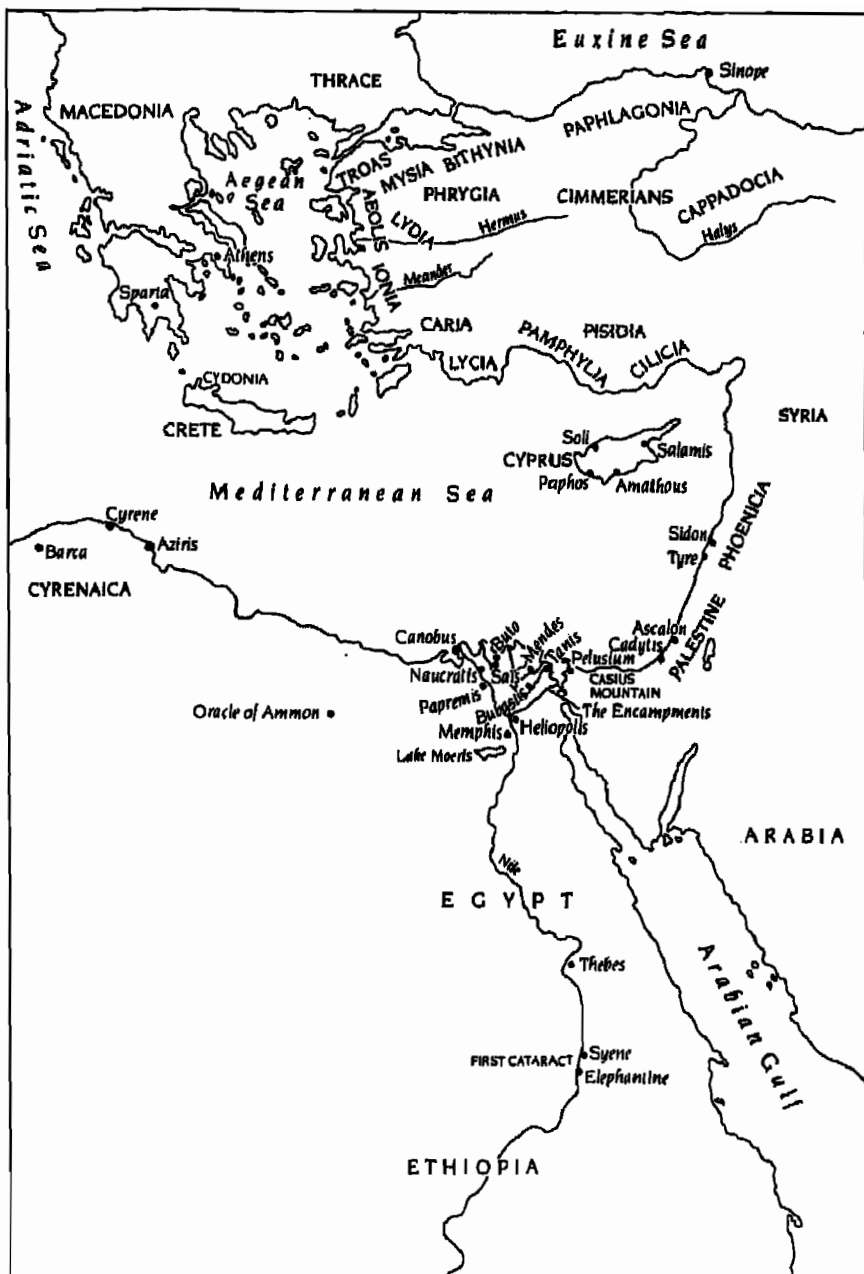 Euxine Sea
Sinope
THRACE
MACEDONIA
PAPHLAGONIA
Adriatic Sea
BITHYNIA
MYSIA
TROAS
Aegean
Sea
PHRYGIA
CIMMERIANS
CAPPADOCIA
AEOLIS
LYDIA
Hermus
Halys
Athens
IONIA
Meander
Sparta
CARIA
PISIDIA
PAMPHYLIA
CILICIA
LYCIA
CYDONIA
CRETE
SYRIA
Soli
Salamis
CYPRUS
Paphos
Amathous
Mediterranean Sea
PHOENICIA
Cyrene
Sidon
Barca
Aziris
Tyre
CYRENAICA
PALESTINE
Ascalon
Canobus
Buto
Mendes
Tanis
Cadytis
Pelusium
Naucratis
Sais
CASIUS
MOUNTAIN
Papremis
Bubastis
Oracle of Ammon
The Encampments
Memphis
Heliopolis
Lake Moeris
ARABIA
Nile
EGYPT
Thebes
Arabian Gulf
FIRST CATARACT
Syene
Elephantine
ETHIOPIA